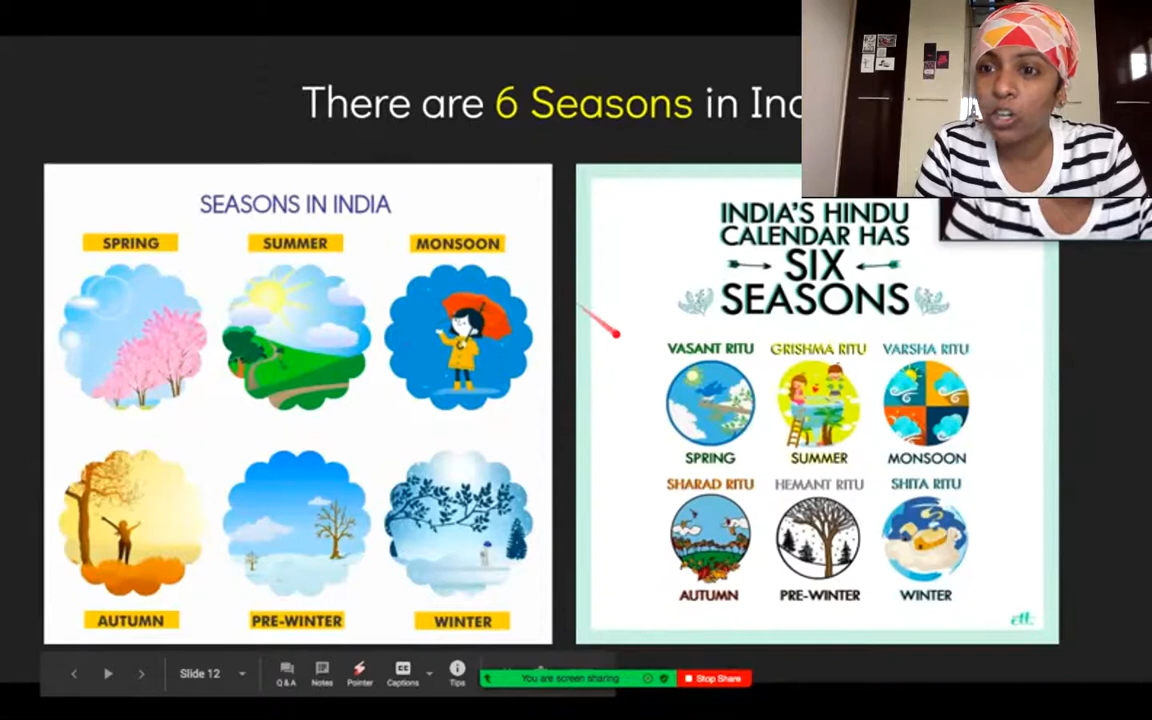 There are 6 Seasons in
SEASONS IN INDIA
SPRING
SUMMER
MONSOON
AUTUMN
PRE-WINTER
WINTER
INDIA'S HINDU
CALENDAR HAS
SIX
SEASONS
VASANT RITU
GRISHMA RITU
VARSHA RITU
SPRING
SUMMER
MONSOON
SHARAD RITU
HEMANT RITU
SHITA RITU
AUTUMN
PRE-WINTER
WINTER
Slide 12
Q & A
Notes
Pointer
Captions
Tips
You are screen sharing
Stop Share